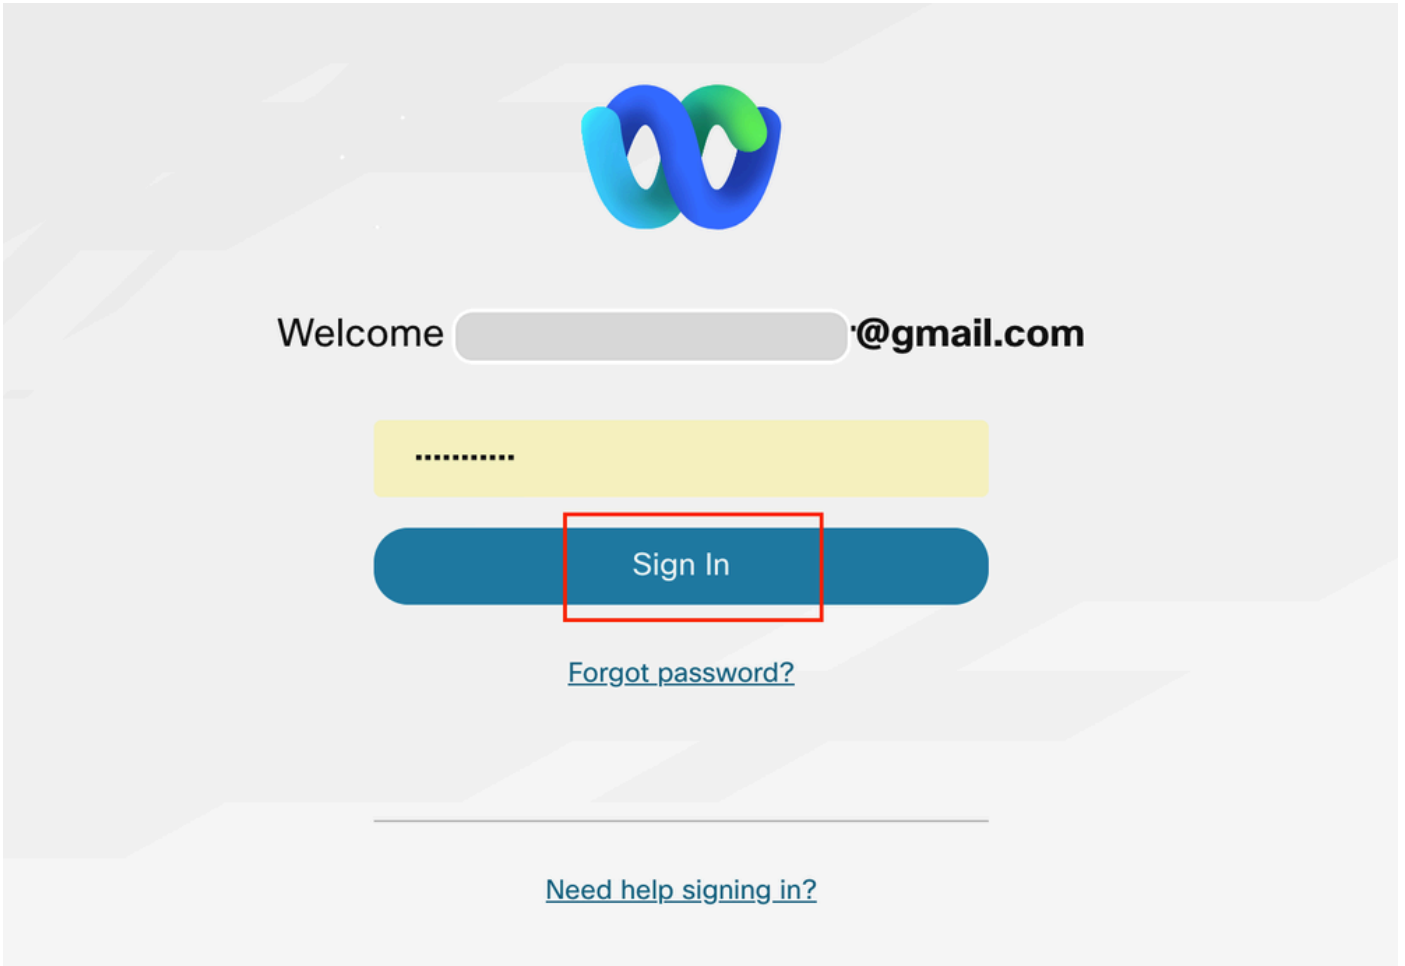 Welcome @gmail.com
•••••••••••
Sign In
Forgot password?
Need help signing in?